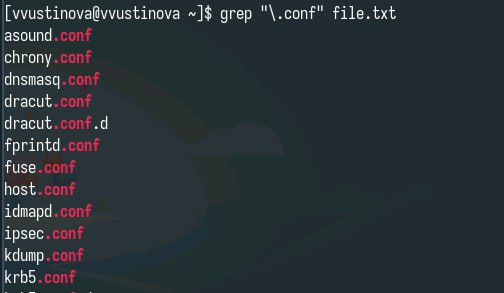 [vvustinova@vvustinova ~]$ grep "\.conf" file.txt
asound.conf
chrony.conf
dnsmasq.conf
dracut.conf
dracut.conf.d
fprintd.conf
fuse.conf
host.conf
idmapd.conf
ipsec.conf
kdump.conf
krb5.conf